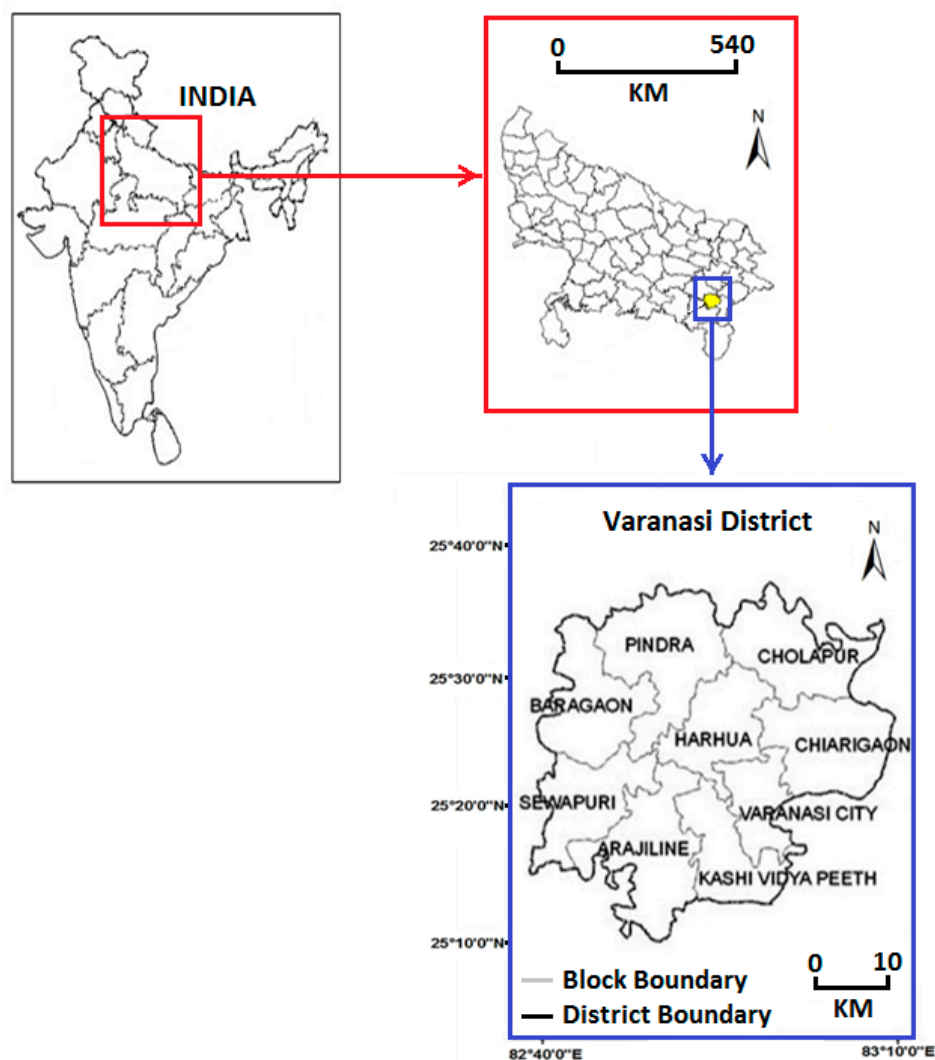 INDIA
0 540
KM
N
Varanasi District
N
25°40'0"N
25°30'0"N
25°20'0"N
25°10'0"N
PINDRA
CHOLAPUR
BARAGAON
HARHUA
CHIARIGAON
SEWAPURI
VARANASI CITY
ARAJILINE
KASHI VIDYA PEETH
0 10
KM
Block Boundary
District Boundary
82°40'0"E
83°10'0"E